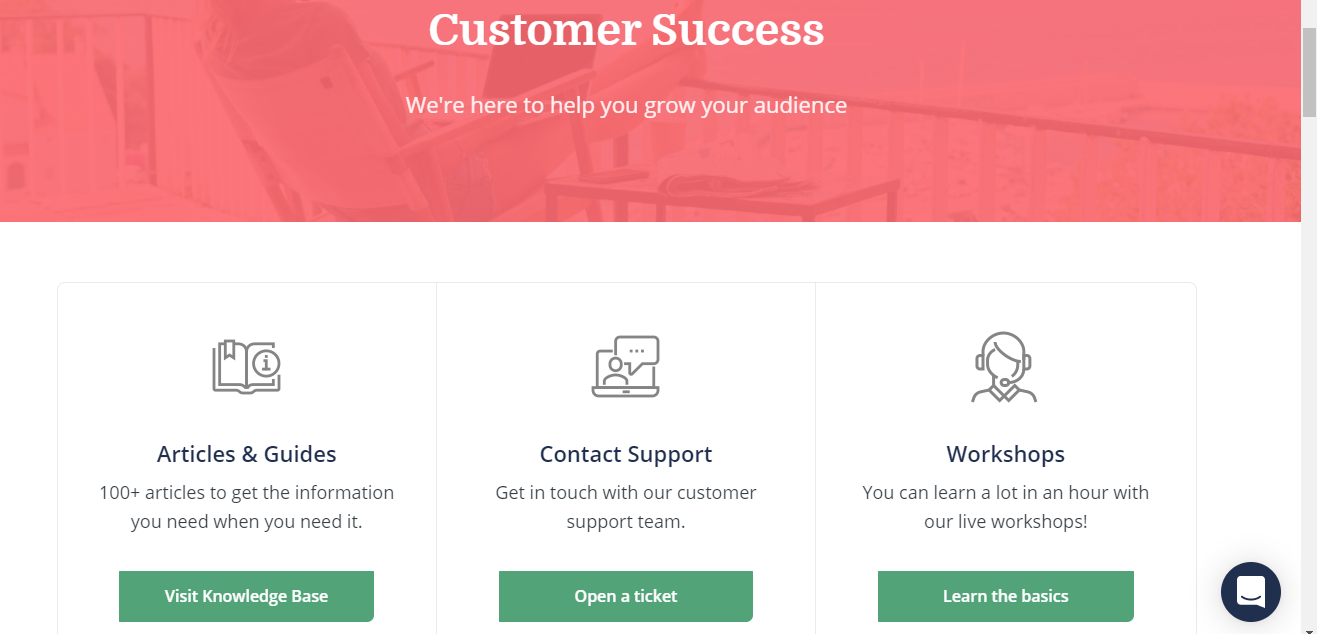 Customer Success
We're here to help you grow your audience
Articles & Guides
100+ articles to get the information
you need when you need it.
Visit Knowledge Base
Contact Support
Get in touch with our customer
support team.
Open a ticket
Workshops
You can learn a lot in an hour with
our live workshops!
Learn the basics